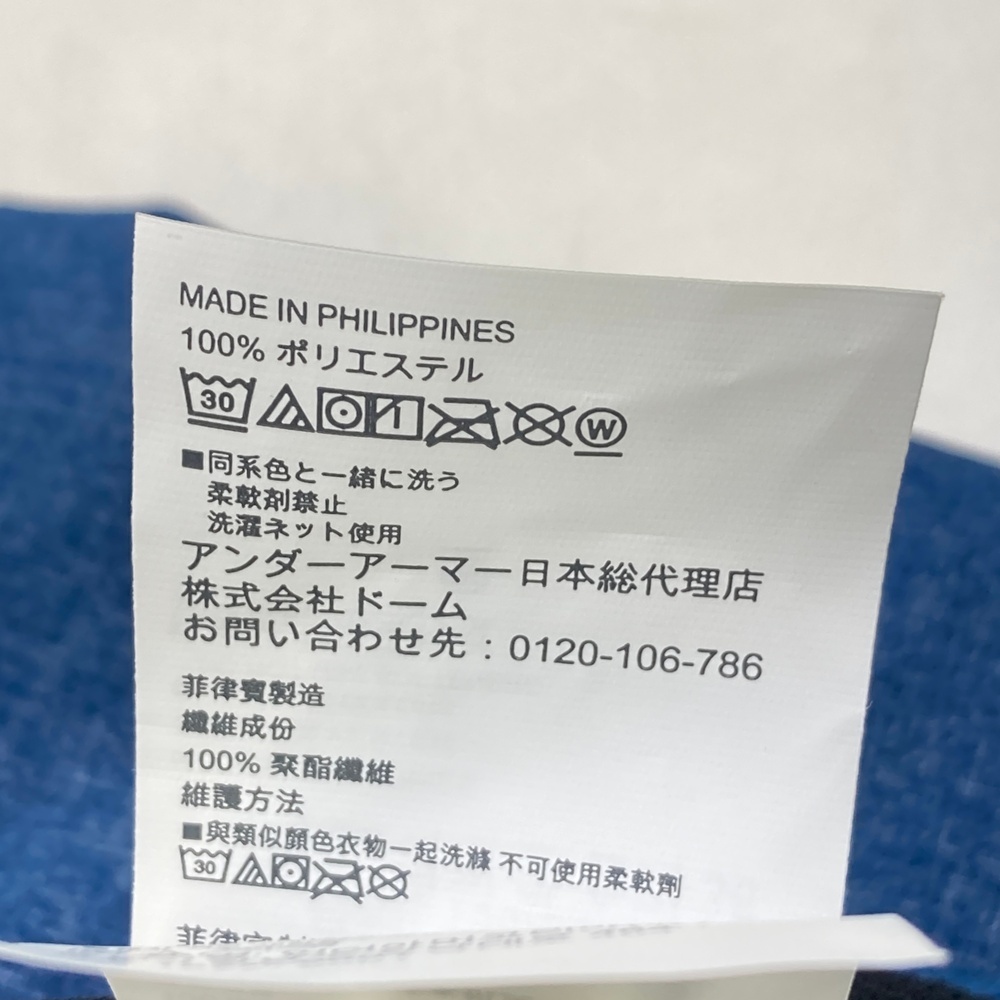 MADE IN PHILIPPINES
100% ポリエステル
30 W
■同系色と一緒に洗う
柔軟剤禁止
洗濯ネット使用
アンダーアーマー日本総代理店
株式会社ドーム
お問い合わせ先：0120-106-786
菲律賓製造
纖維成份
100% 聚酯纖維
維護方法
■與類似顏色衣物一起洗滌 不可使用柔軟劑
30